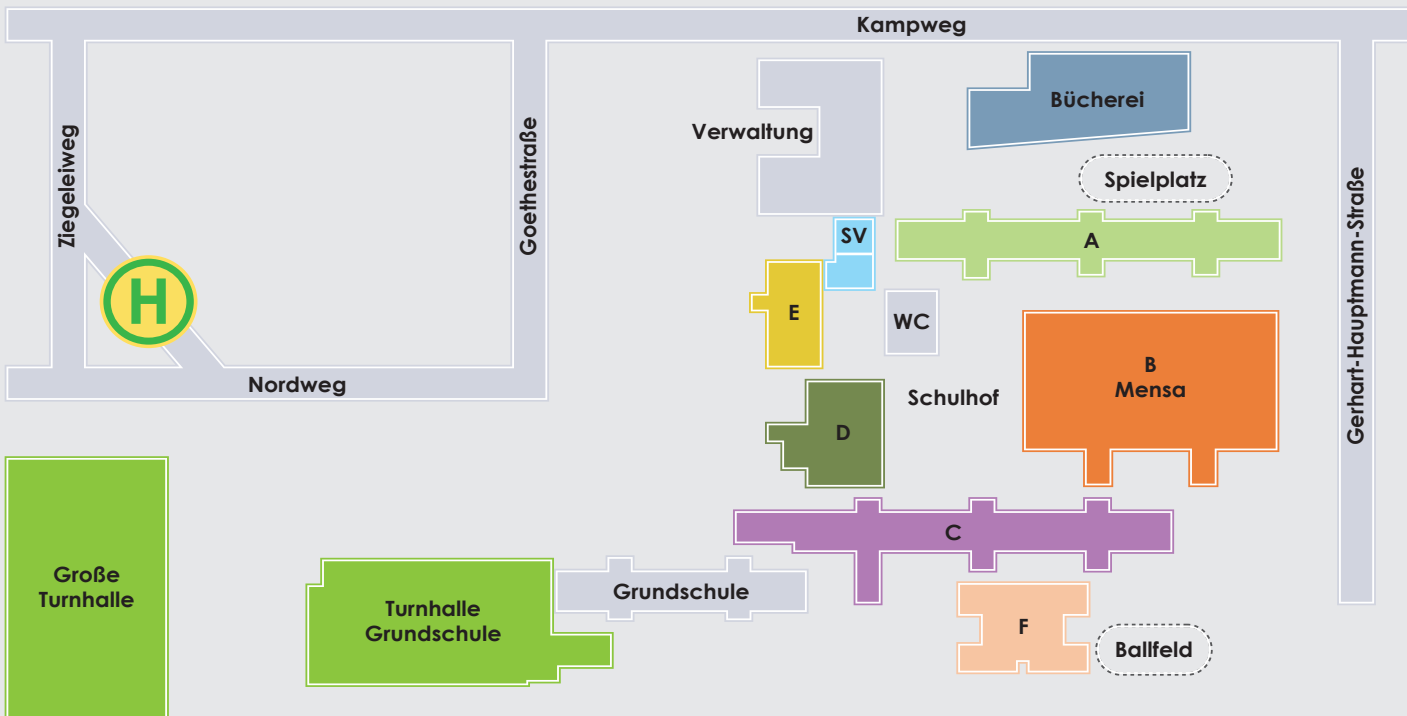 Kampweg
Bücherei
Verwaltung
Ziegeleiweg
Goethestraße
Spielplatz
Gerhart-Hauptmann-Straße
SV
A
H
E
WC
B
Mensa
Nordweg
Schulhof
D
C
Große
Turnhalle
Grundschule
Turnhalle
Grundschule
F
Ballfeld